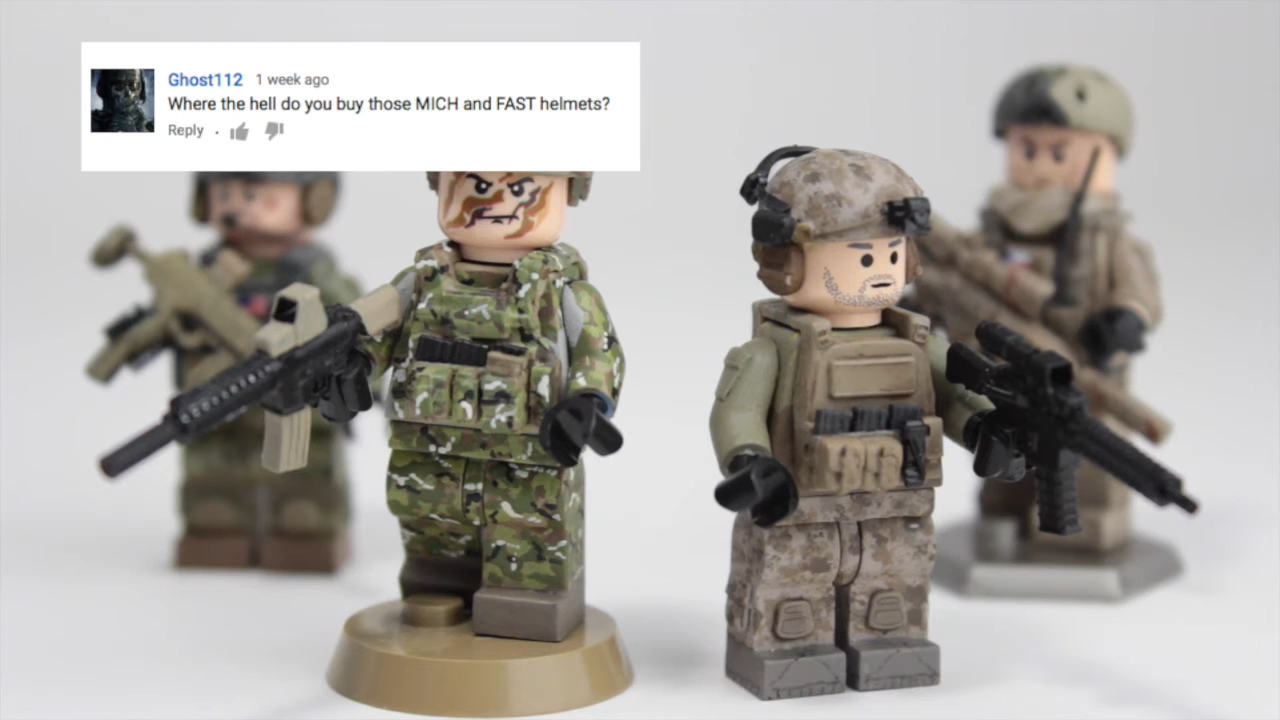 Ghost112 1 week ago
Where the hell do you buy those MICH and FAST helmets?
Reply .